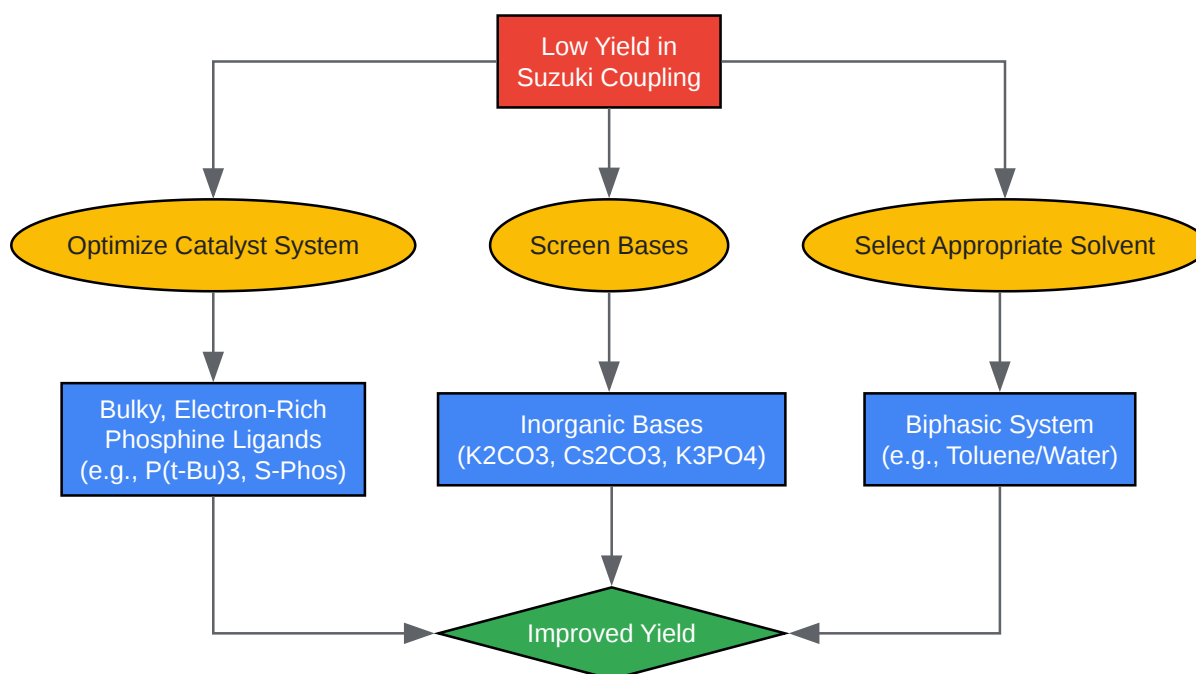 Low Yield in
Suzuki Coupling
Optimize Catalyst System
Screen Bases
Select Appropriate Solvent
Bulky, Electron-Rich
Phosphine Ligands
(e.g., P(t-Bu)3, S-Phos)
Inorganic Bases
(K2CO3, Cs2CO3, K3PO4)
Biphasic System
(e.g., Toluene/Water)
Improved Yield